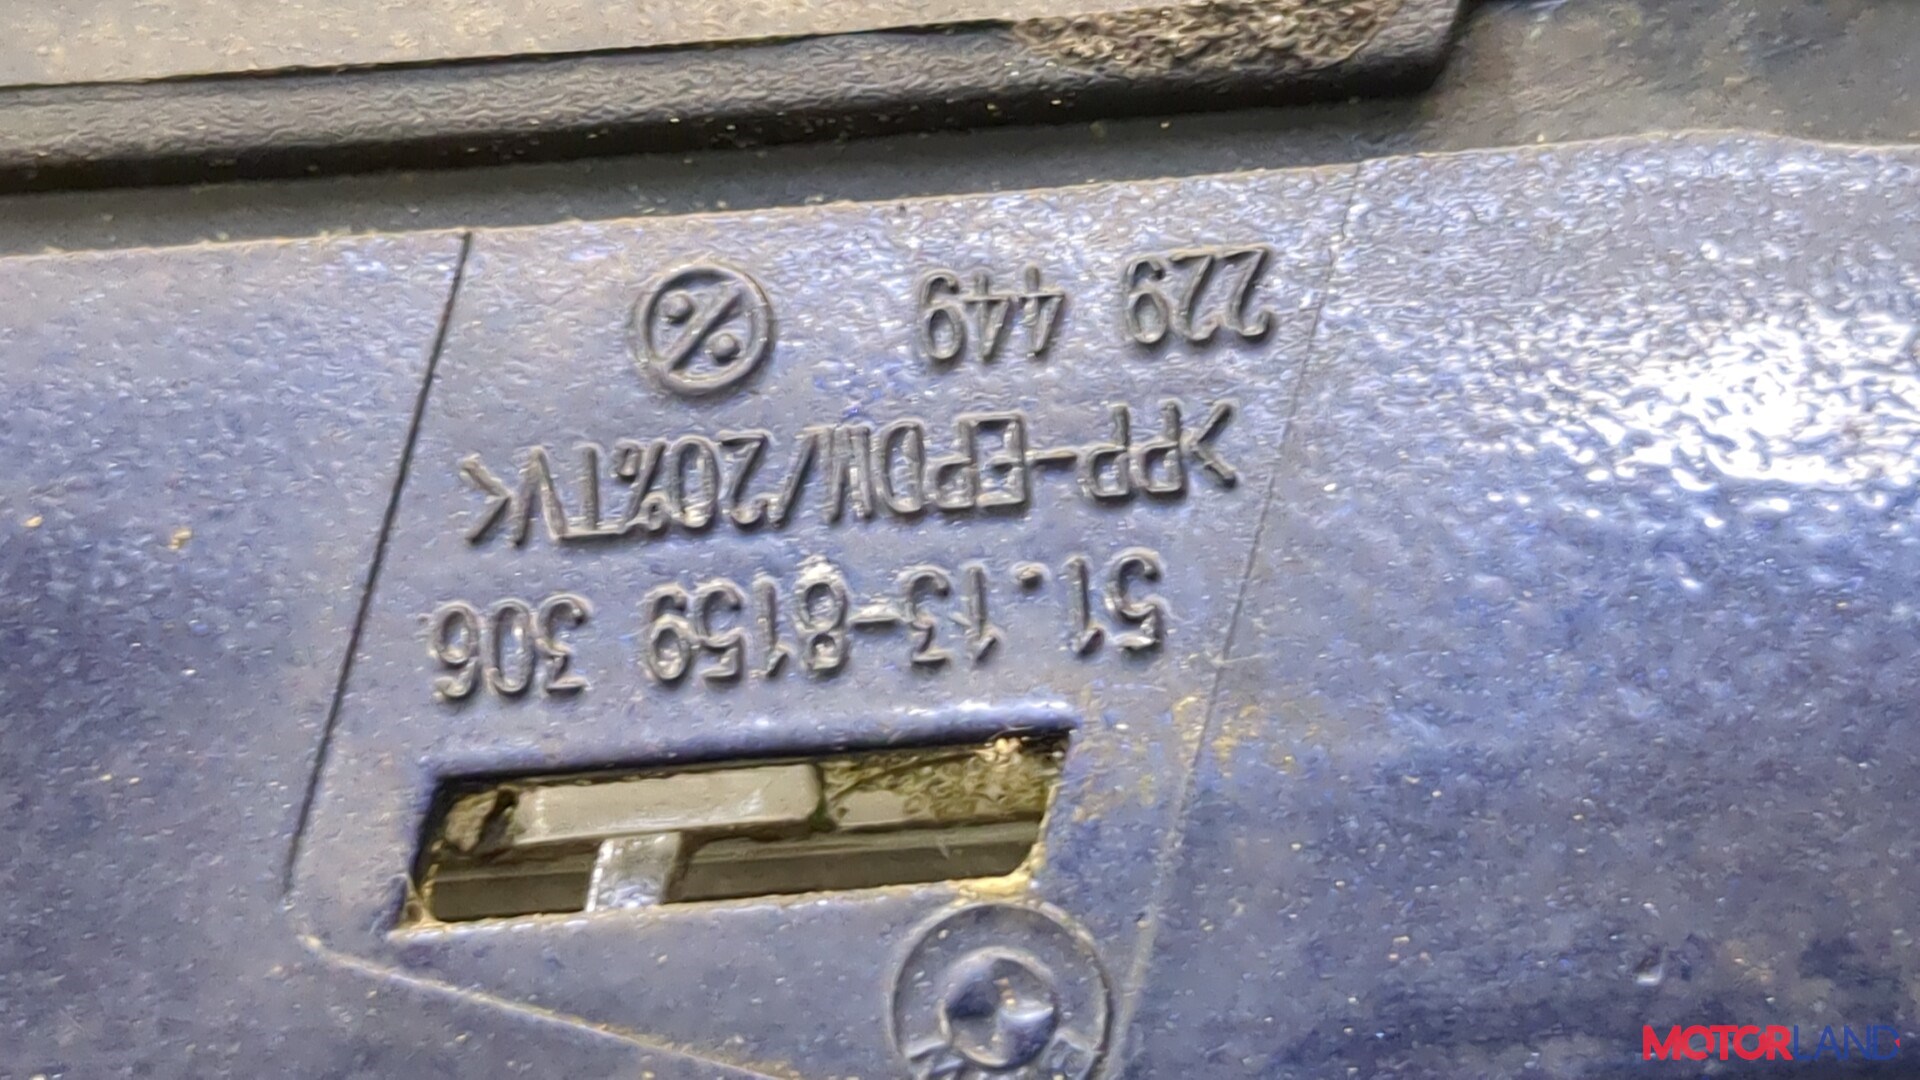 51.13-8159 306
>PP-EPDM/20%TV<
229 449
MOTORLAND